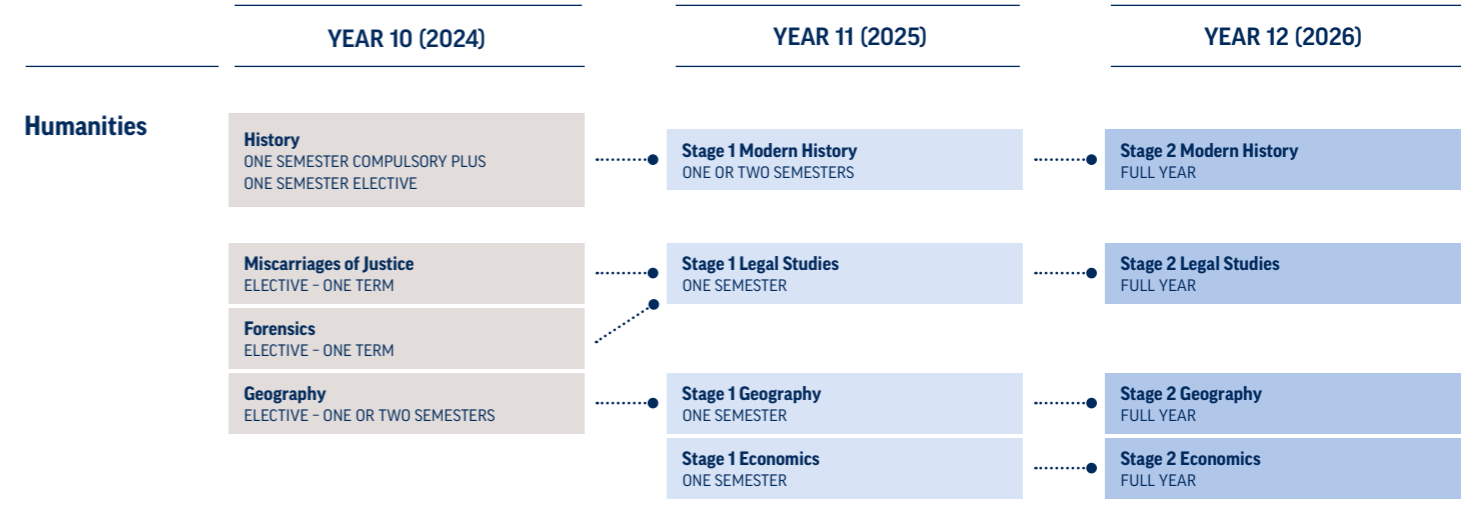 YEAR 10 (2024)
YEAR 11 (2025)
YEAR 12 (2026)
Humanities
History
ONE SEMESTER COMPULSORY PLUS
ONE SEMESTER ELECTIVE
Stage 1 Modern History
ONE OR TWO SEMESTERS
Stage 2 Modern History
FULL YEAR
Miscarriages of Justice
ELECTIVE – ONE TERM
Stage 1 Legal Studies
ONE SEMESTER
Stage 2 Legal Studies
FULL YEAR
Forensics
ELECTIVE – ONE TERM
Geography
ELECTIVE – ONE OR TWO SEMESTERS
Stage 1 Geography
ONE SEMESTER
Stage 2 Geography
FULL YEAR
Stage 1 Economics
ONE SEMESTER
Stage 2 Economics
FULL YEAR